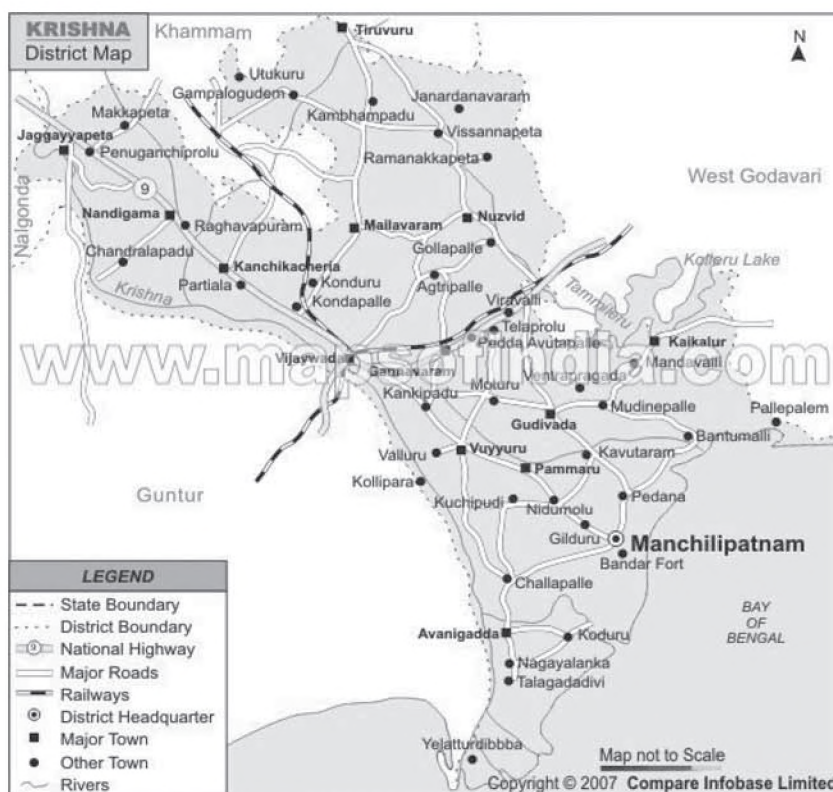 KRISHNA
District Map
Khammam
Tiruvuru
N
Utukuru
Gampalogudem
Janardanavaram
Makkapeta
Kambhampadu
Vissannapeta
Jaggayyapeta
Penuganchiprolu
Ramanakkapeta
West Godavari
9
Nalgonda
Nandigama
Raghavapuram
Mailavaram
Nuzvid
Gollapalle
Chandralapadu
Kanchikacherla
Konduru
Agtripalle
Kolleru Lake
Krishna
Partiala
Kondapalle
Viravalli
Tammileru
Telaprolu
Kaikalur
Vijaywada
Pedda Avutapalle
Mandavalli
www.mapsofindia.com
Gannavaram
Ventrapragada
Kankipadu
Moturu
Mudinepalle
Pallepalem
Gudivada
Bantumalli
Valluru
Vuyyuru
Kavutaram
Pammaru
Kollipara
Guntur
Kuchipudi
Nidumolu
Pedana
Gilduru
Manchilipatnam
Bandar Fort
LEGEND
Challapalle
State Boundary
BAY
OF
BENGAL
District Boundary
Avanigadda
Koduru
9 National Highway
Nagayalanka
Major Roads
Talagadadivi
Railways
District Headquarter
Major Town
Yelatturdibbba
Other Town
Map not to Scale
Rivers
Copyright © 2007 Compare Infobase Limited